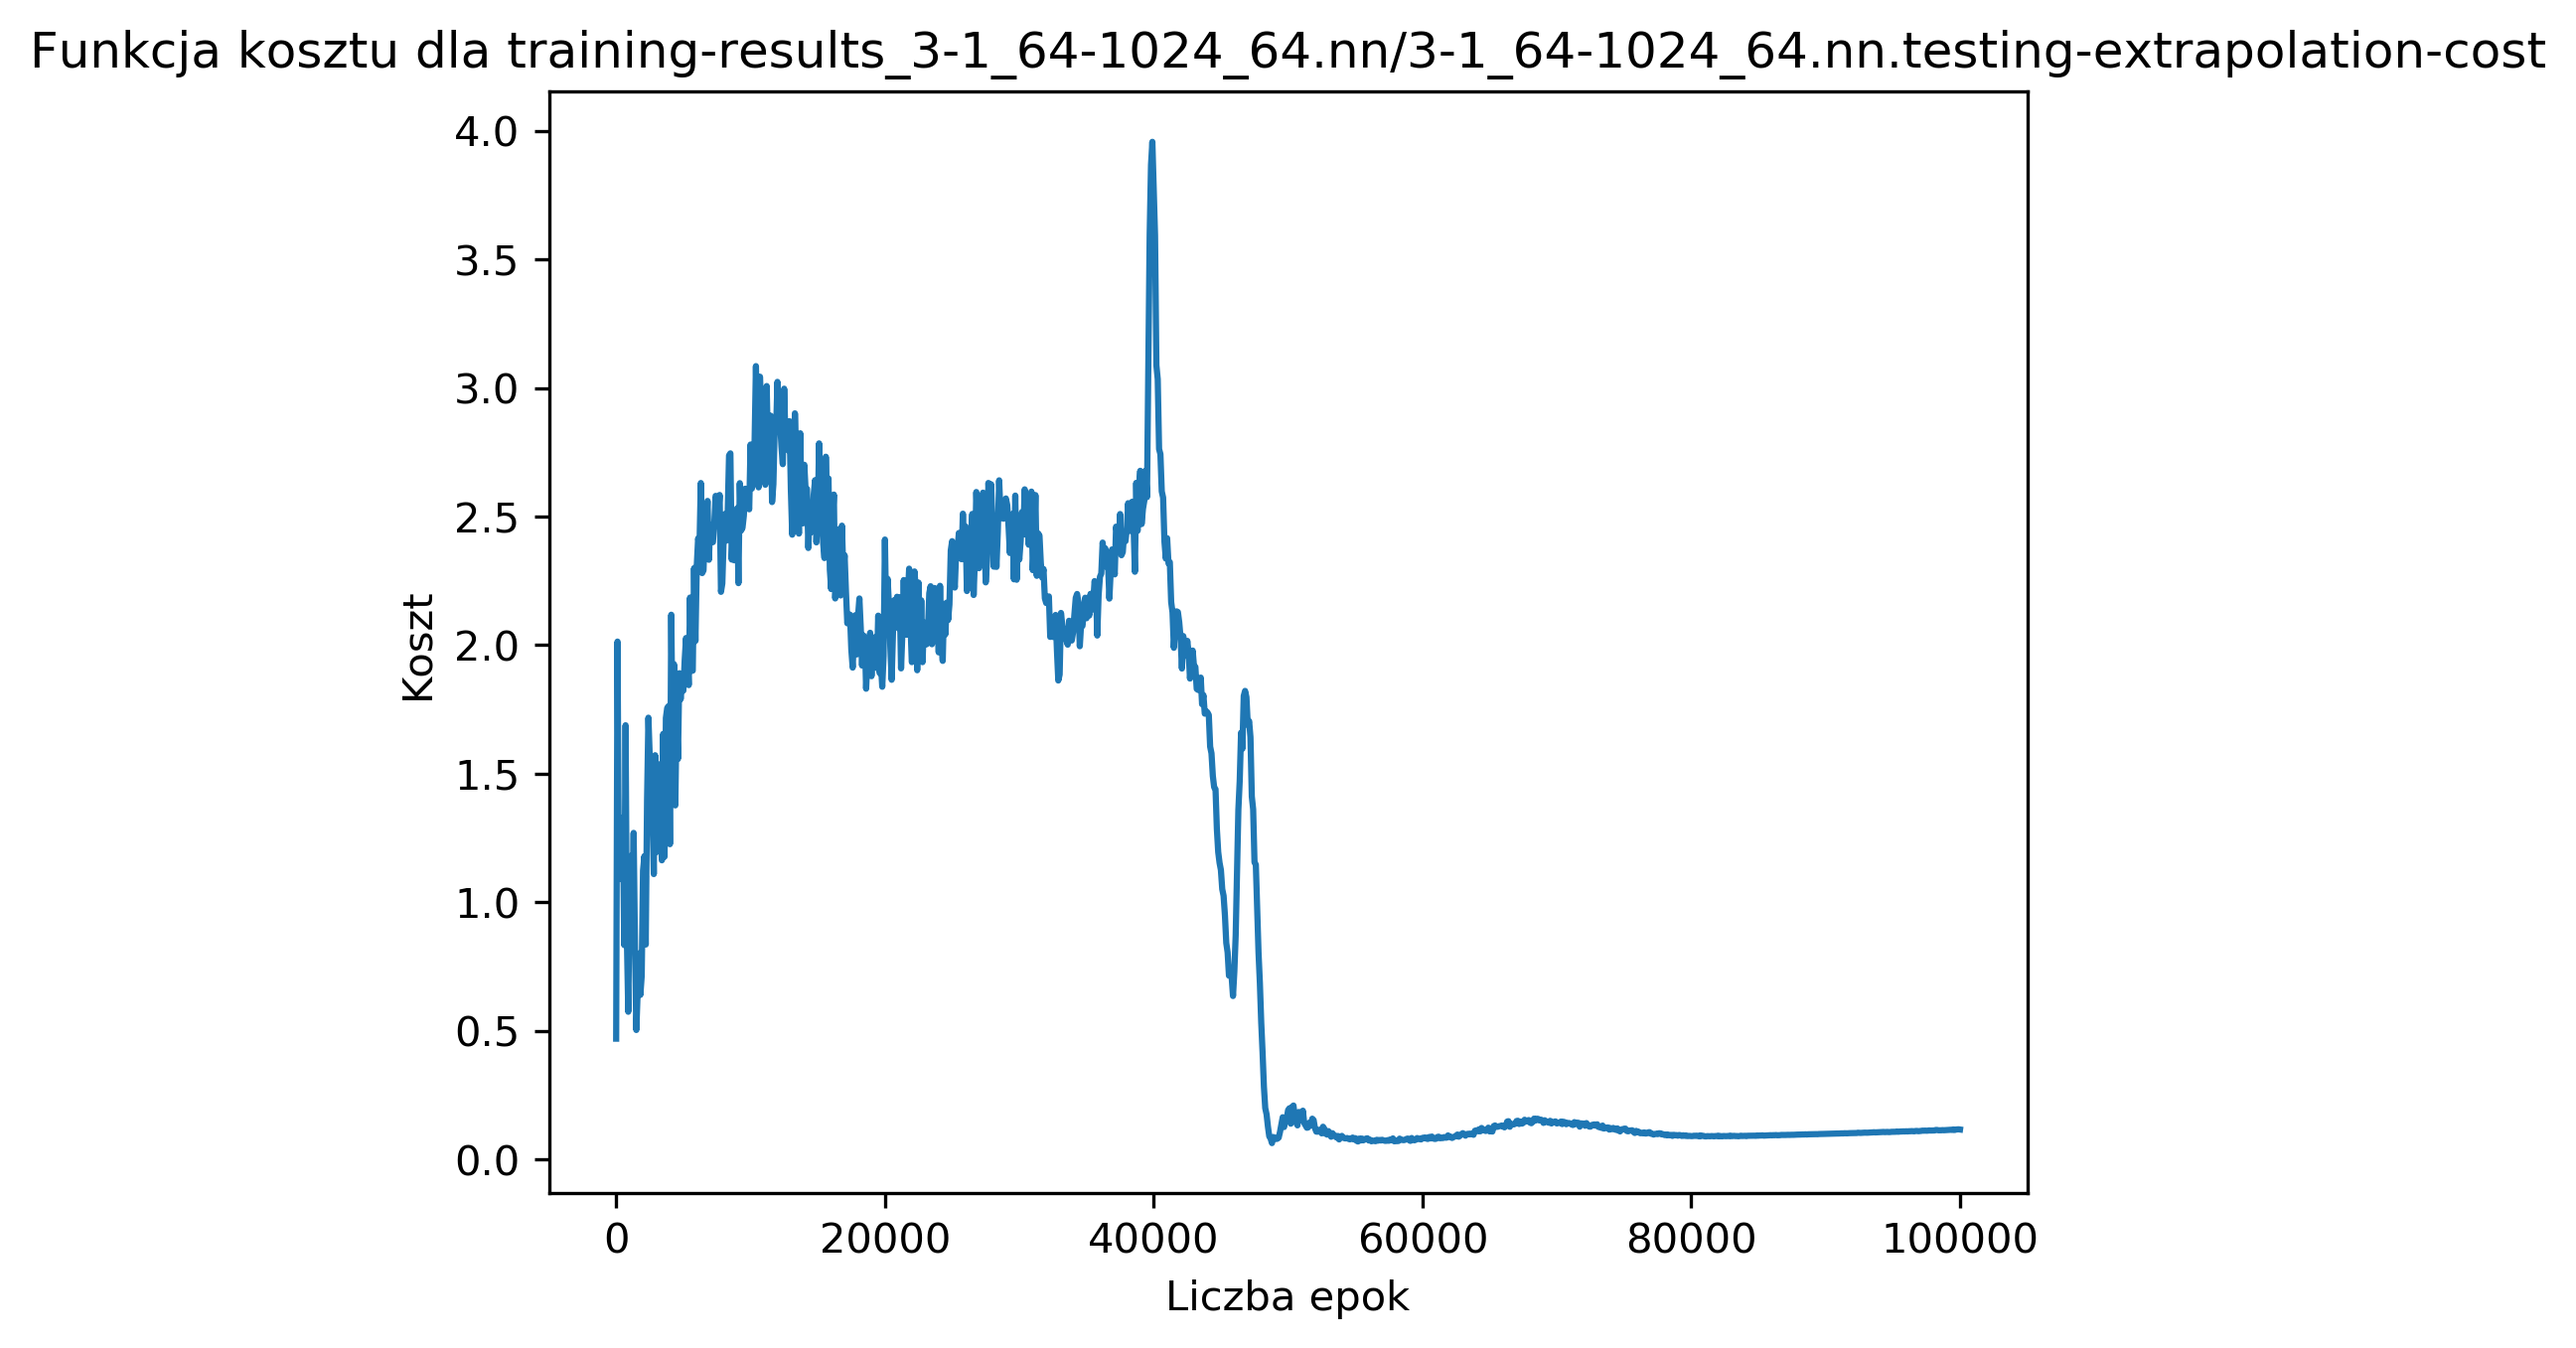 Funkcja kosztu dla training-results_3-1_64-1024_64.nn/3-1_64-1024_64.nn.testing-extrapolation-cost
4.0
3.5
3.0
2.5
2.0
1.5
1.0
0.5
0.0
Koszt
0 20000 40000 60000 80000 100000
Liczba epok